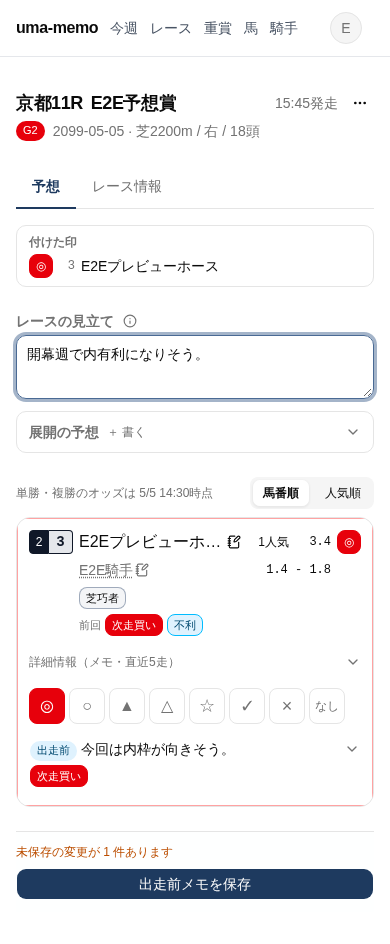 uma-memo 今週 レース 重賞 馬 騎手 E
京都11R E2E予想賞 15:45発走 ···
G2 2099-05-05 · 芝2200m / 右 / 18頭
予想 レース情報
付けた印
◎ 3 E2Eプレビューホース
レースの見立て
開幕週で内有利になりそう。
展開の予想 + 書く
単勝・複勝のオッズは 5/5 14:30時点 馬番順 人気順
2 3 E2Eプレビューホ… 1人気 3.4 ◎
E2E騎手 1.4 - 1.8
芝巧者
前回 次走買い 不利
詳細情報（メモ・直近5走）
◎ ○ ▲ △ ☆ ✓ × なし
出走前 今回は内枠が向きそう。
次走買い
未保存の変更が 1 件あります
出走前メモを保存